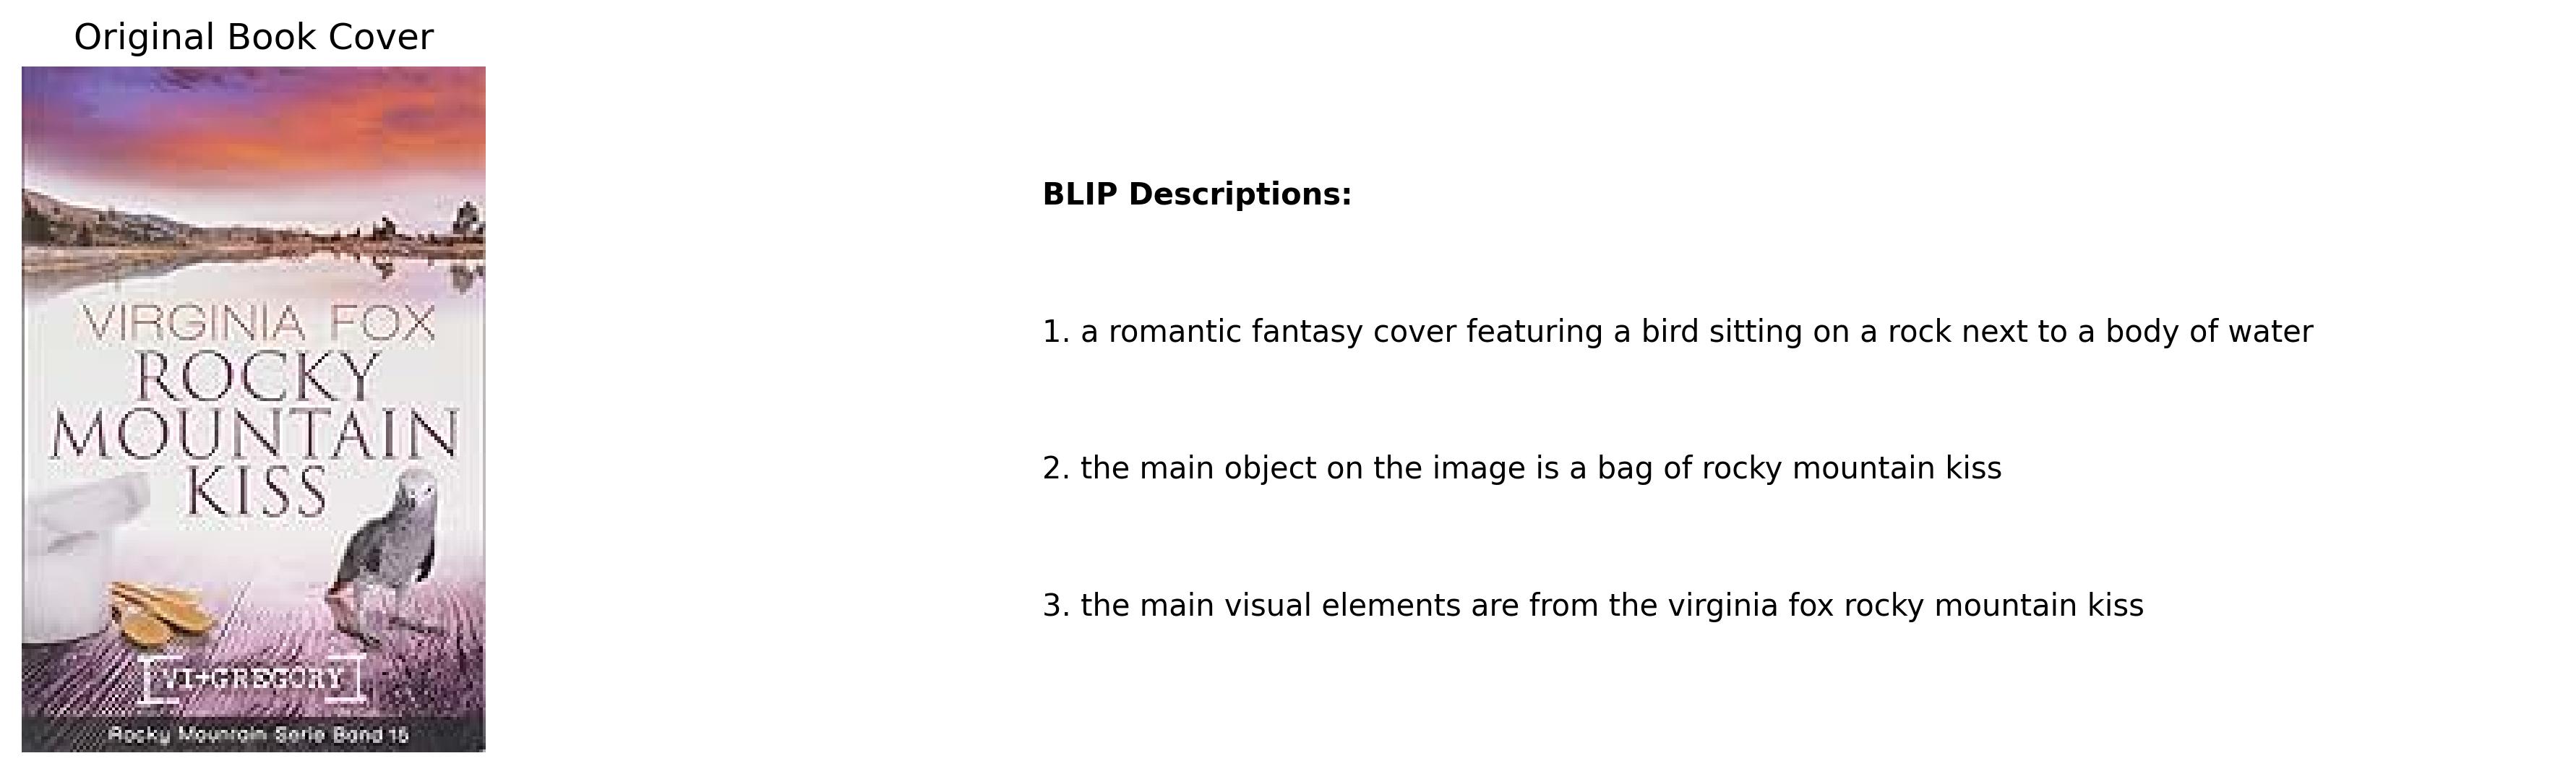 Original Book Cover
VIRGINIA FOX
ROCKY
MOUNTAIN
KISS
VI+GREGORY
Rocky Mountain Serie Band 15
BLIP Descriptions:
1. a romantic fantasy cover featuring a bird sitting on a rock next to a body of water
2. the main object on the image is a bag of rocky mountain kiss
3. the main visual elements are from the virginia fox rocky mountain kiss